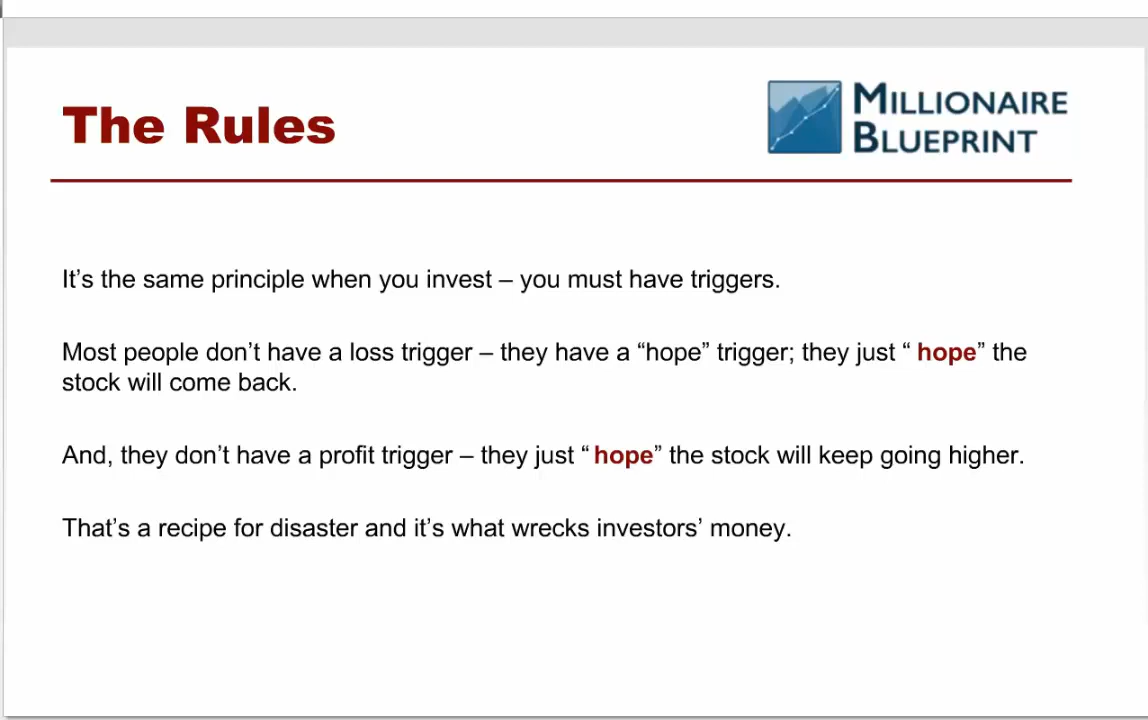 The Rules
MILLIONAIRE
BLUEPRINT
It’s the same principle when you invest – you must have triggers.
Most people don’t have a loss trigger – they have a “hope” trigger; they just “ hope” the
stock will come back.
And, they don’t have a profit trigger – they just “ hope” the stock will keep going higher.
That’s a recipe for disaster and it’s what wrecks investors’ money.